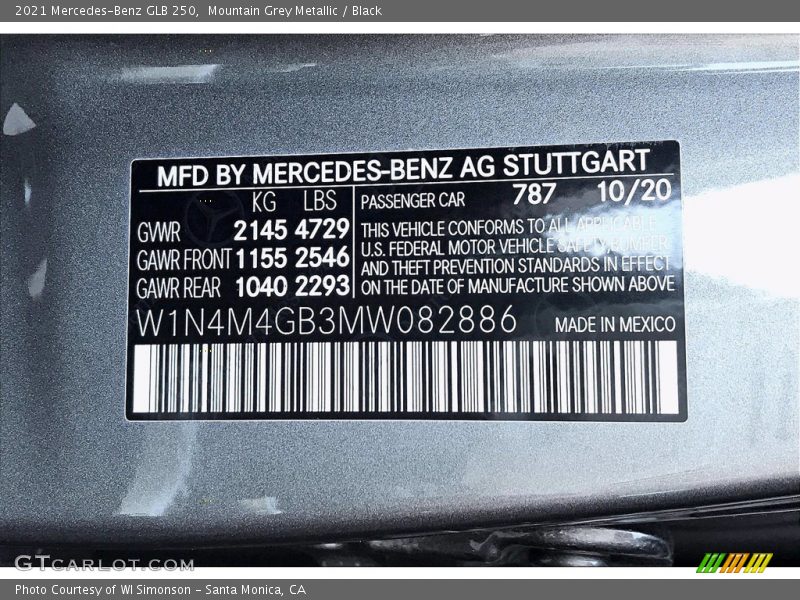 2021 Mercedes-Benz GLB 250, Mountain Grey Metallic / Black
MFD BY MERCEDES-BENZ AG STUTTGART
KG LBS
GWR 2145 4729
GAWR FRONT 1155 2546
GAWR REAR 1040 2293
PASSENGER CAR 787 10/20
THIS VEHICLE CONFORMS TO ALL APPLICABLE
U.S. FEDERAL MOTOR VEHICLE SAFETY, BUMPER
AND THEFT PREVENTION STANDARDS IN EFFECT
ON THE DATE OF MANUFACTURE SHOWN ABOVE
W1N4M4GB3MW082886 MADE IN MEXICO
GTCARLOT.COM
Photo Courtesy of WI Simonson - Santa Monica, CA